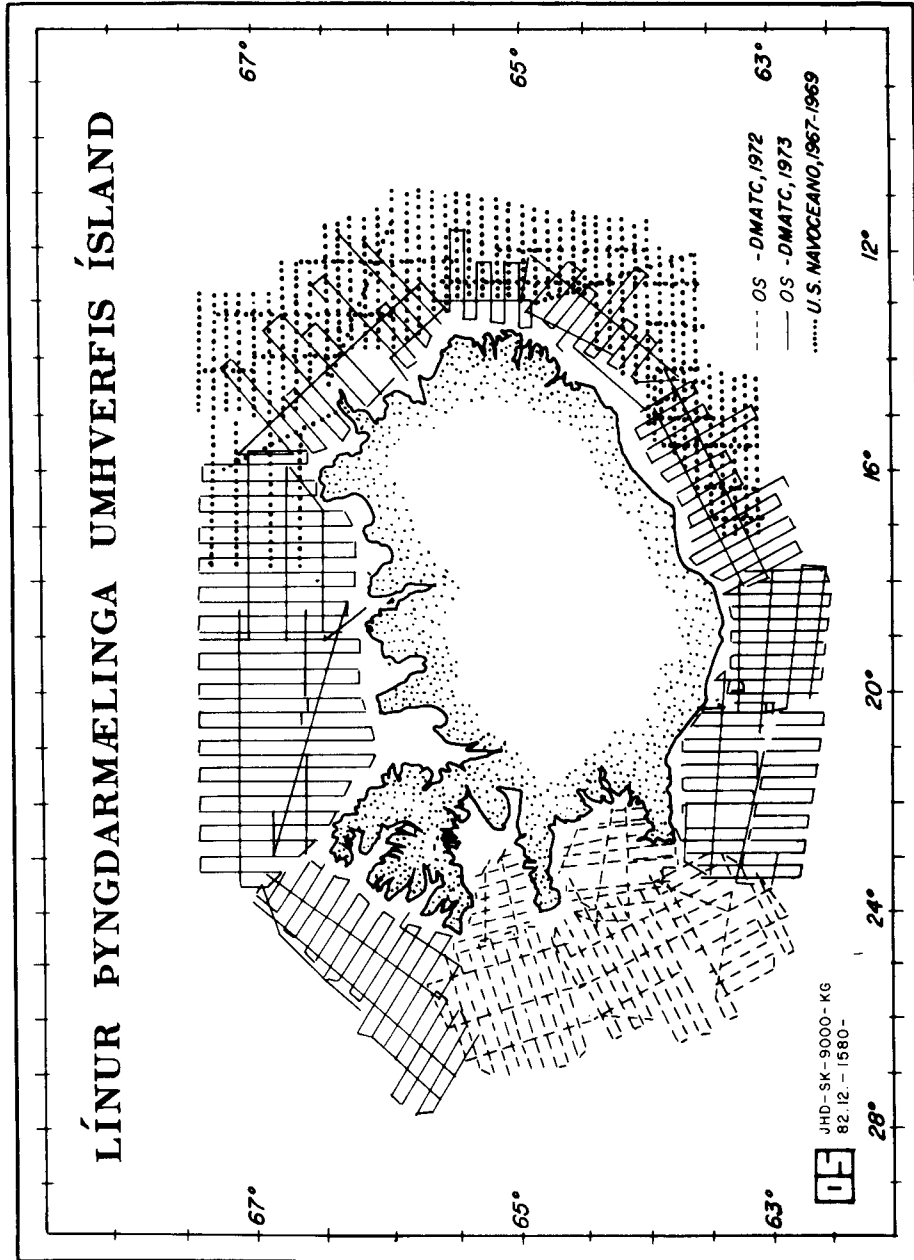 LÍNUR ÞYNGDARMÆLINGA UMHVERFIS ÍSLAND
67°
65°
63°
67°
65°
63°
28°
24°
20°
16°
12°
--- OS - DMATC, 1972
— OS - DMATC, 1973
...... U.S. NAVOCEANO, 1967-1969
OS
JHD-SK-9000-KG
82.12.-1580-